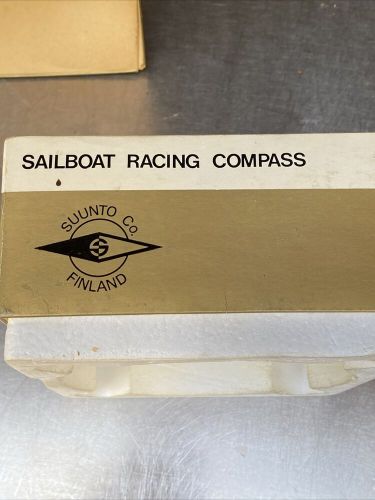 SAILBOAT RACING COMPASS
SUUNTO Co.
S
FINLAND